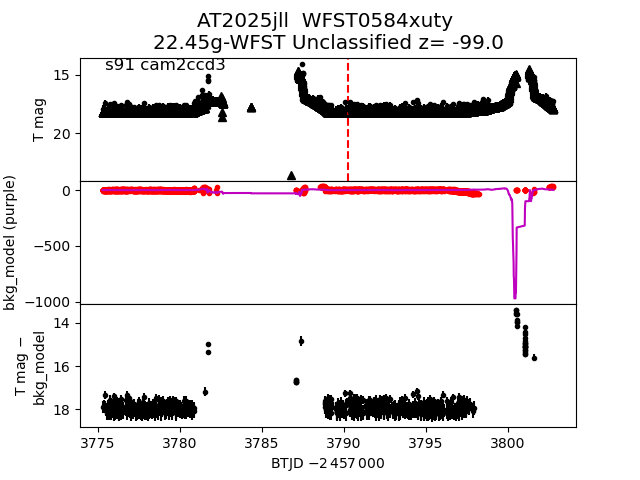 AT2025jll  WFST0584xuty
22.45g-WFST Unclassified z= -99.0
s91 cam2ccd3
15
20
T mag
0
−500
−1000
bkg_model (purple)
14
16
18
T mag −
bkg_model
3775
3780
3785
3790
3795
3800
BTJD −2 457 000